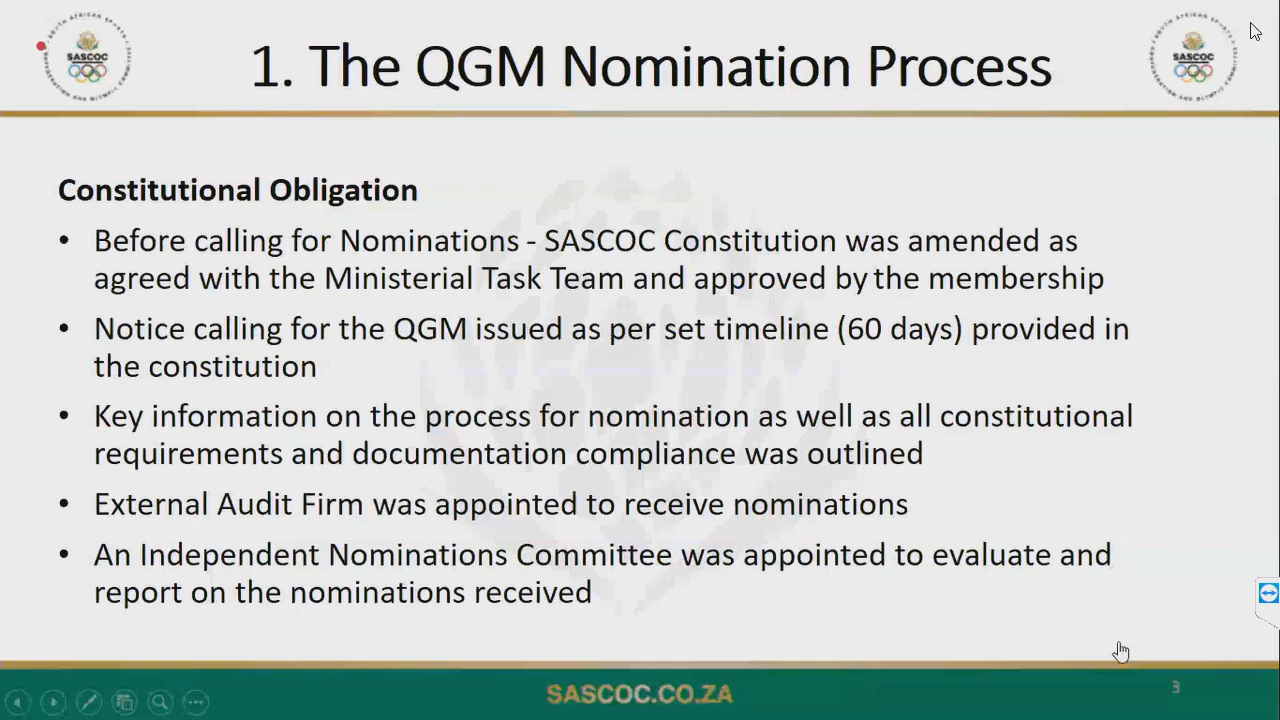 SASCOC
1. The QGM Nomination Process
SASCOC
Constitutional Obligation
• Before calling for Nominations - SASCOC Constitution was amended as
agreed with the Ministerial Task Team and approved by the membership
• Notice calling for the QGM issued as per set timeline (60 days) provided in
the constitution
• Key information on the process for nomination as well as all constitutional
requirements and documentation compliance was outlined
• External Audit Firm was appointed to receive nominations
• An Independent Nominations Committee was appointed to evaluate and
report on the nominations received
SASCOC.CO.ZA
3